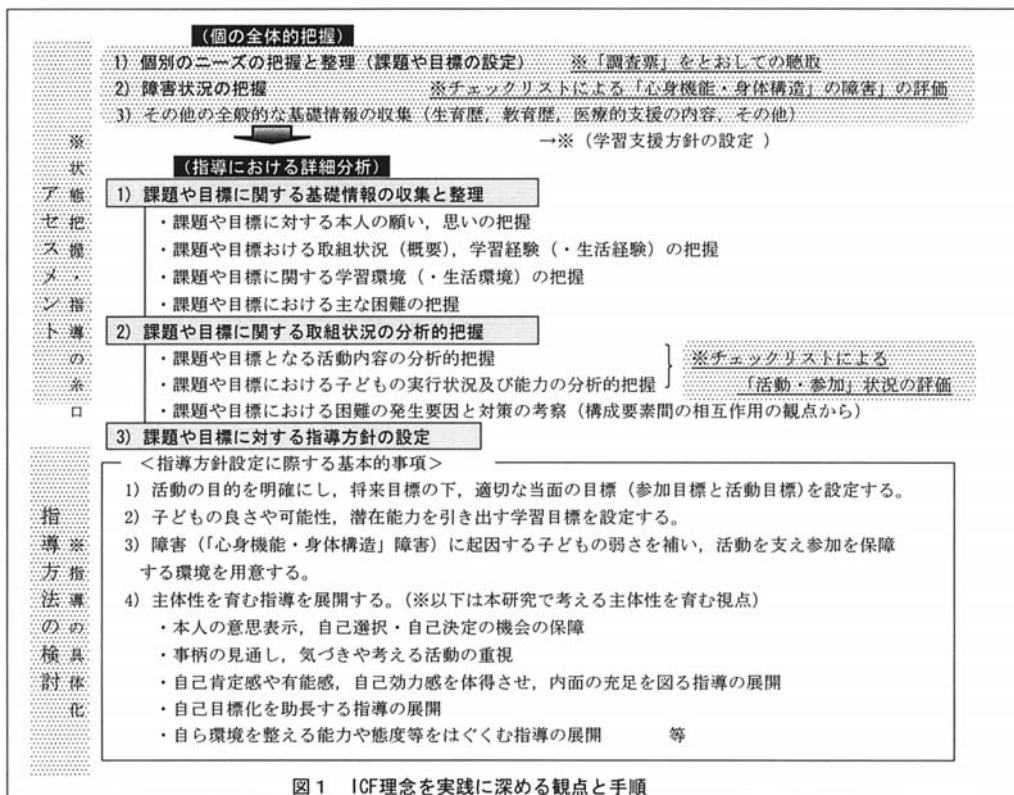 (個の全体的把握)
1) 個別のニーズの把握と整理（課題や目標の設定） ※「調査票」をとおしての聴取
2) 障害状況の把握 ※チェックリストによる「心身機能・身体構造」の障害」の評価
3) その他の全般的な基礎情報の収集（生育歴，教育歴，医療的支援の内容，その他）
→※（学習支援方針の設定 ）
アセスメント
※状態把握・指導の糸口
(指導における詳細分析)
1) 課題や目標に関する基礎情報の収集と整理
・課題や目標に対する本人の願い，思いの把握
・課題や目標おける取組状況（概要），学習経験（・生活経験）の把握
・課題や目標に関する学習環境（・生活環境）の把握
・課題や目標における主な困難の把握
2) 課題や目標に関する取組状況の分析的把握
・課題や目標となる活動内容の分析的把握
・課題や目標における子どもの実行状況及び能力の分析的把握
※チェックリストによる
「活動・参加」状況の評価
・課題や目標における困難の発生要因と対策の考察（構成要素間の相互作用の観点から）
3) 課題や目標に対する指導方針の設定
指導方法の検討
※指導の具体化
＜指導方針設定に際する基本的事項＞
1) 活動の目的を明確にし，将来目標の下，適切な当面の目標（参加目標と活動目標）を設定する。
2) 子どもの良さや可能性，潜在能力を引き出す学習目標を設定する。
3) 障害（「心身機能・身体構造」障害）に起因する子どもの弱さを補い，活動を支え参加を保障
する環境を用意する。
4) 主体性を育む指導を展開する。（※以下は本研究で考える主体性を育む視点）
・本人の意思表示，自己選択・自己決定の機会の保障
・事柄の見通し，気づきや考える活動の重視
・自己肯定感や有能感，自己効力感を体得させ，内面の充足を図る指導の展開
・自己目標化を助長する指導の展開
・自ら環境を整える能力や態度等をはぐくむ指導の展開 等
図１ ICF理念を実践に深める観点と手順